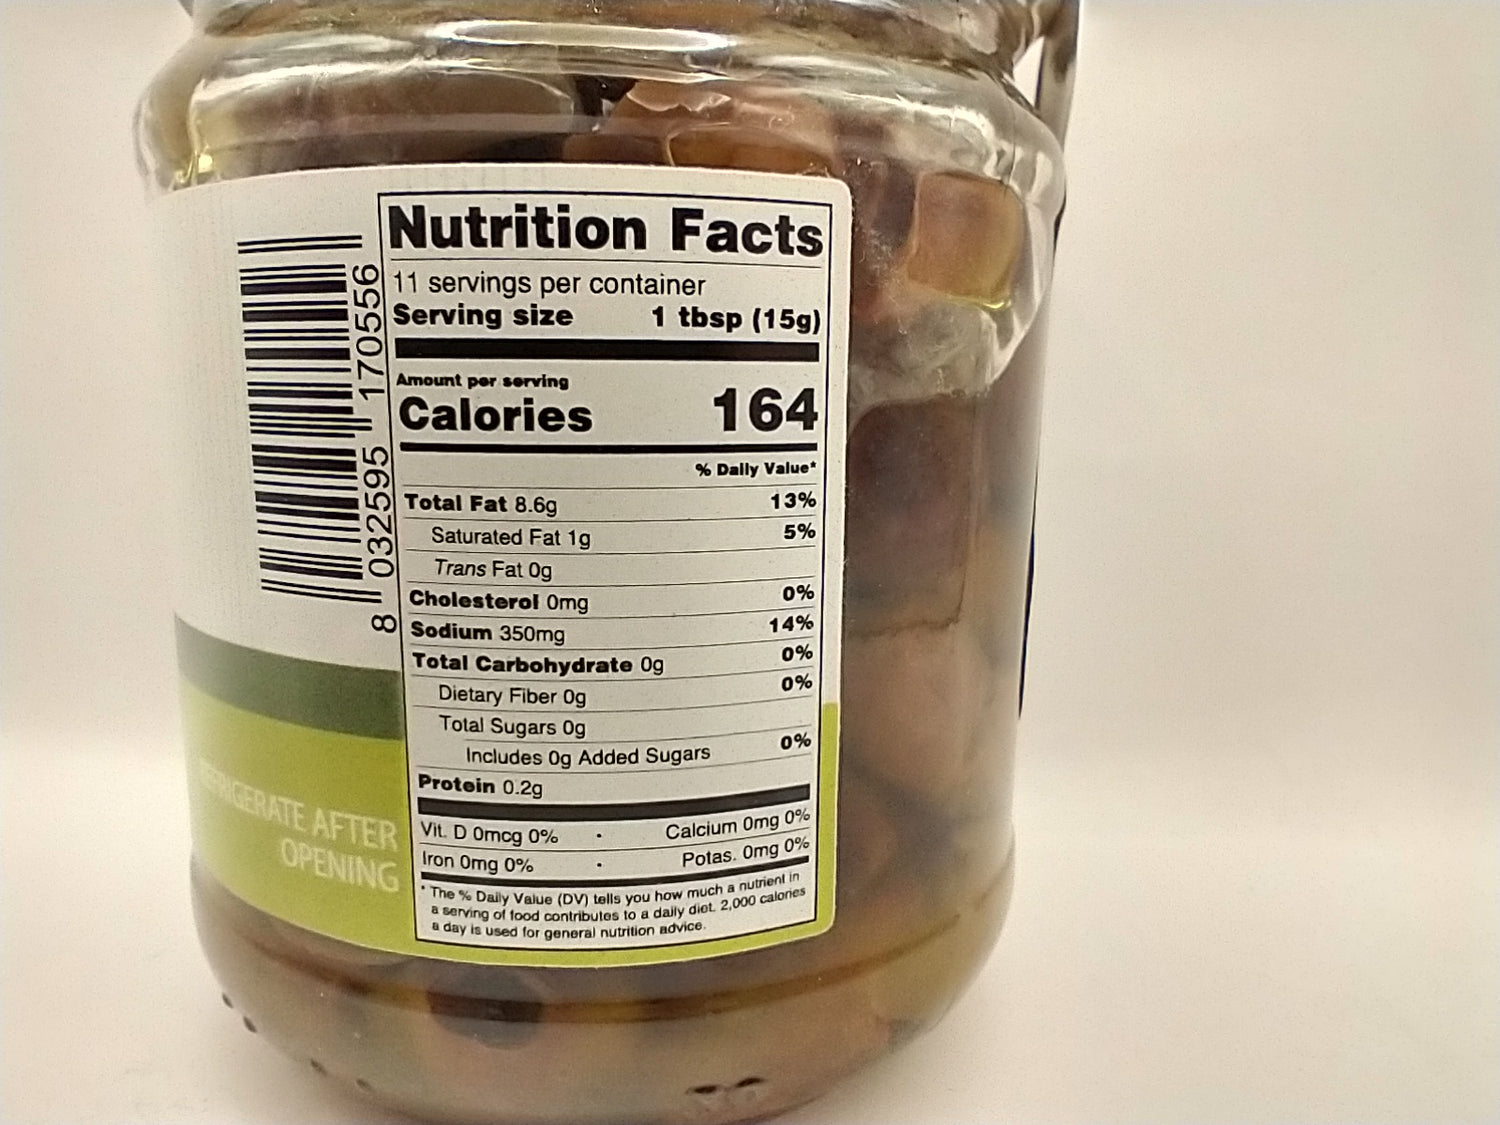 Nutrition Facts
11 servings per container
Serving size 1 tbsp (15g)
Amount per serving
Calories 164
% Daily Value*
Total Fat 8.6g 13%
Saturated Fat 1g 5%
Trans Fat 0g
Cholesterol 0mg 0%
Sodium 350mg 14%
Total Carbohydrate 0g 0%
Dietary Fiber 0g 0%
Total Sugars 0g
Includes 0g Added Sugars 0%
Protein 0.2g
Vit. D 0mcg 0% · Calcium 0mg 0%
Iron 0mg 0% · Potas. 0mg 0%
* The % Daily Value (DV) tells you how much a nutrient in
a serving of food contributes to a daily diet. 2,000 calories
a day is used for general nutrition advice.
8 032595 170556
REFRIGERATE AFTER
OPENING